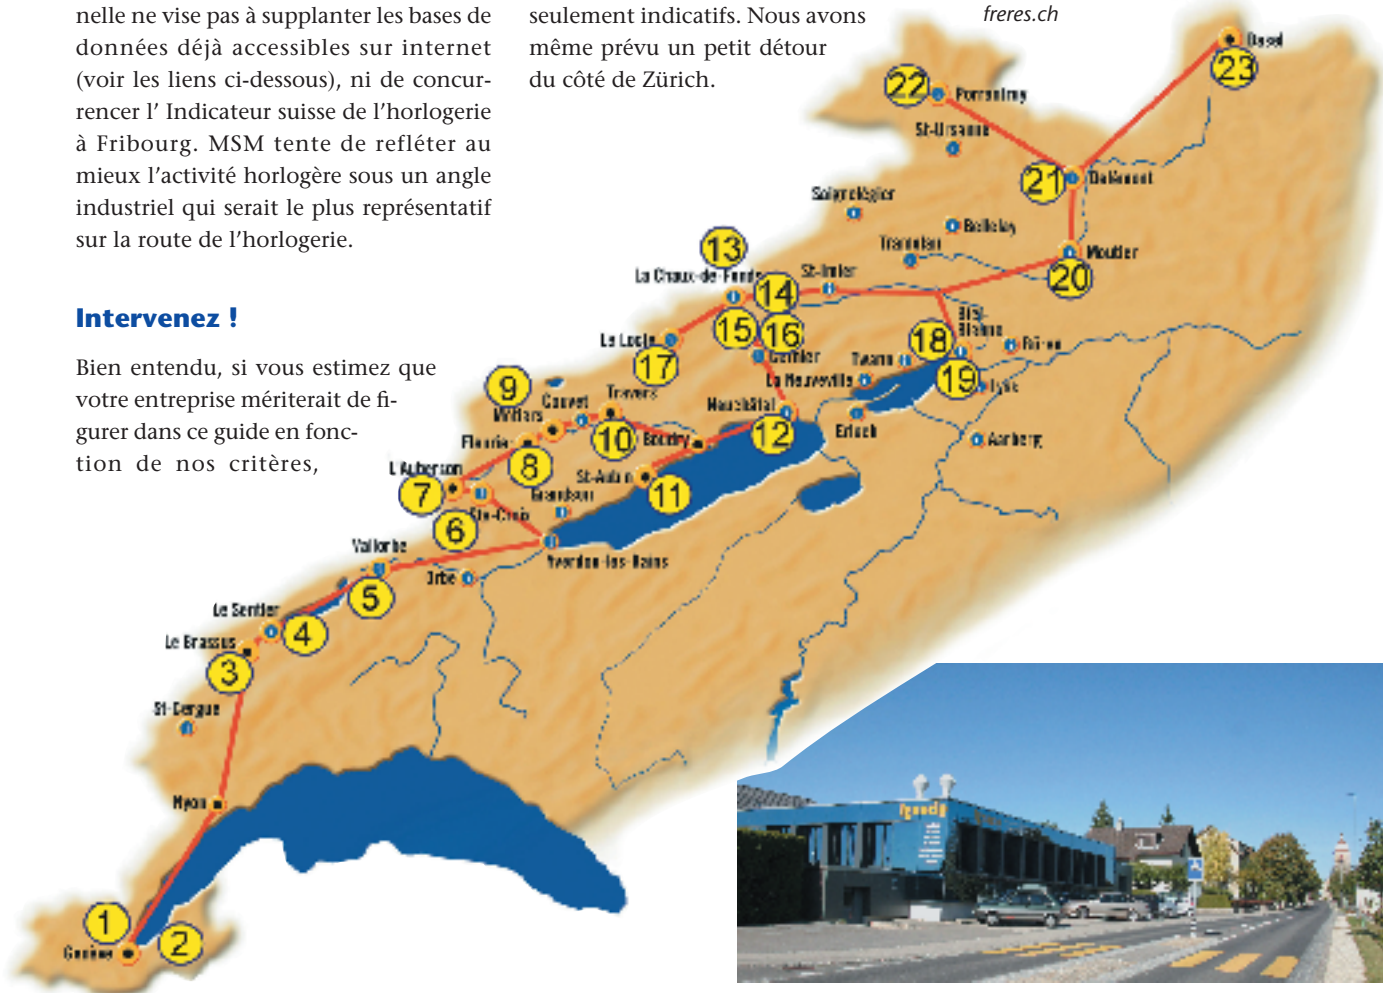 nelle ne vise pas à supplanter les bases de
données déjà accessibles sur internet
(voir les liens ci-dessous), ni de concur-
rencer l’ Indicateur suisse de l’horlogerie
à Fribourg. MSM tente de refléter au
mieux l’activité horlogère sous un angle
industriel qui serait le plus représentatif
sur la route de l’horlogerie.
Intervenez !
Bien entendu, si vous estimez que
votre entreprise mériterait de fi-
gurer dans ce guide en fonc-
tion de nos critères,
seulement indicatifs. Nous avons
même prévu un petit détour
du côté de Zürich.
freres.ch
Basel
23
22
Porrentruy
St-Ursanne
21
Delémont
Saignelégier
Bellelay
Tramelan
Moutier
20
13
La Chaux-de-Fonds
St-Imier
14
15
16
Le Locle
17
Cernier
Biel-
Bienne
18
Twann
19
La Neuveville
Lyss
Erlach
Aarberg
9
Travers
Couvet
Môtiers
Neuchâtel
12
Fleurier
10
Boudry
8
L'Auberson
St-Aubin
7
11
Grandson
6
Ste-Croix
Vallorbe
Yverdon-les-Bains
Orbe
5
Le Sentier
4
Le Brassus
3
St-Cergue
Nyon
1
2
Genève